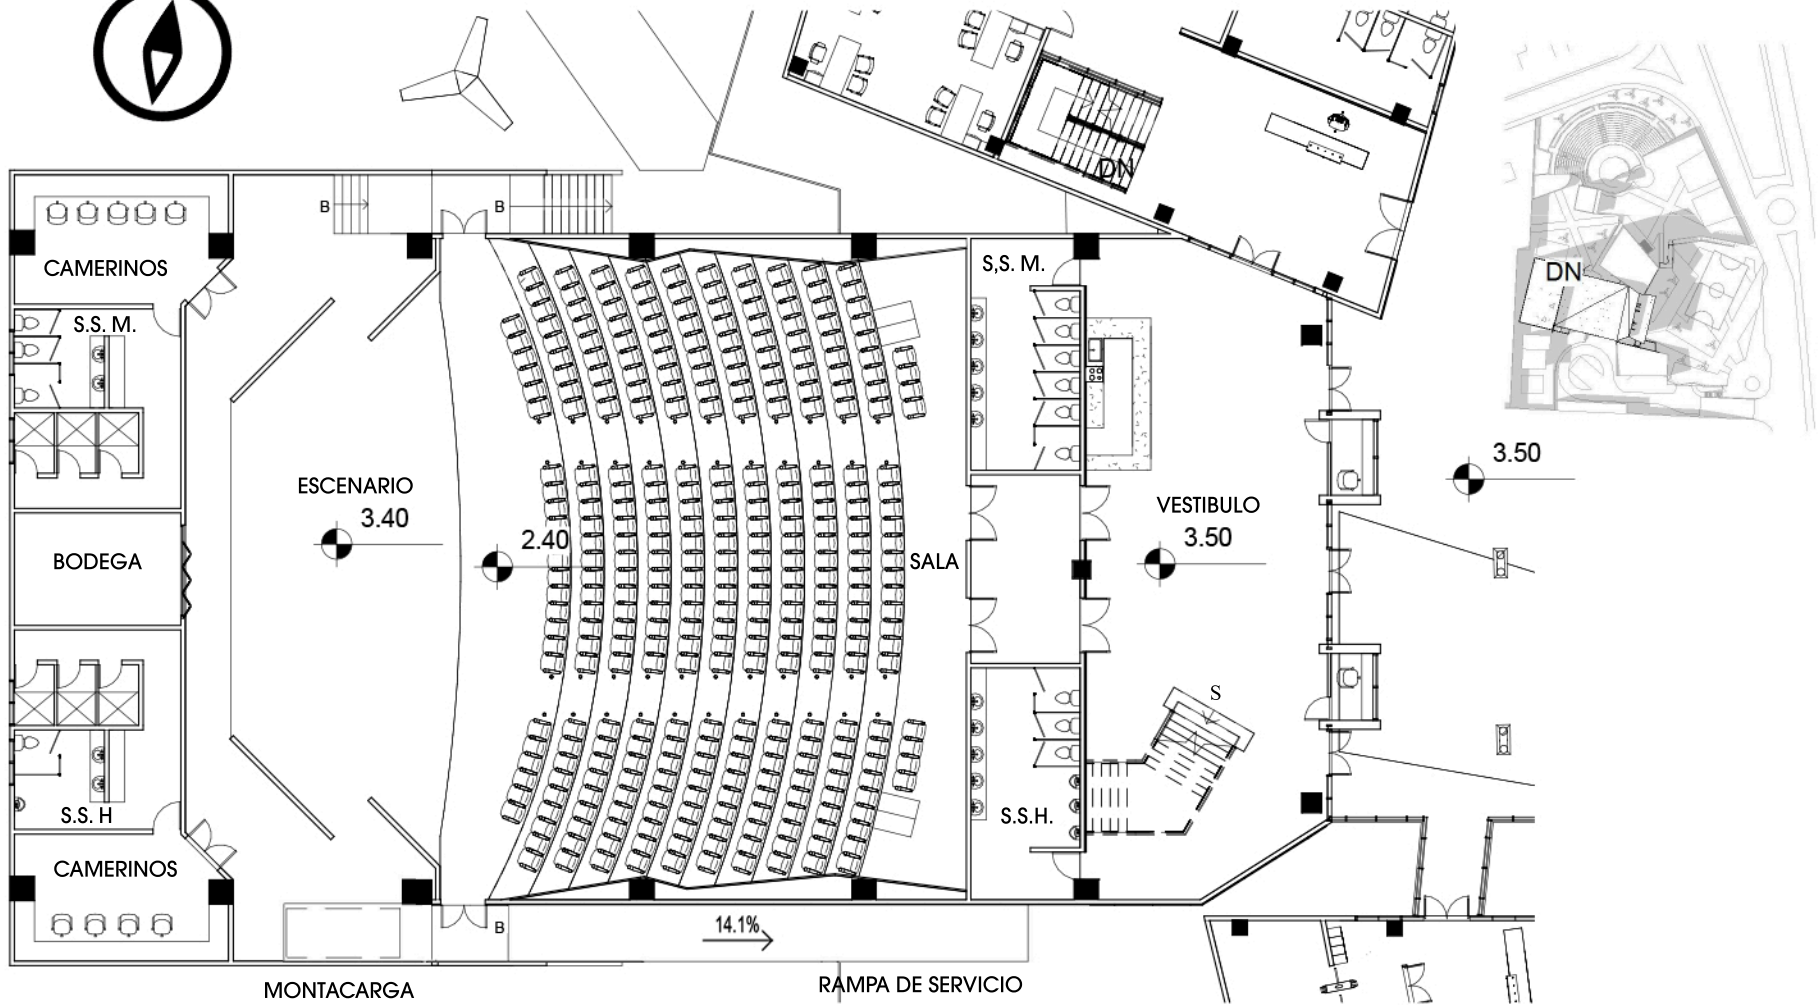 DN
B
B
CAMERINOS
S,S. M.
DN
S.S. M.
3.50
ESCENARIO
3.40
VESTIBULO
3.50
2.40
BODEGA
SALA
S
S.S. H
S.S.H.
CAMERINOS
B
14.1%
MONTACARGA
RAMPA DE SERVICIO